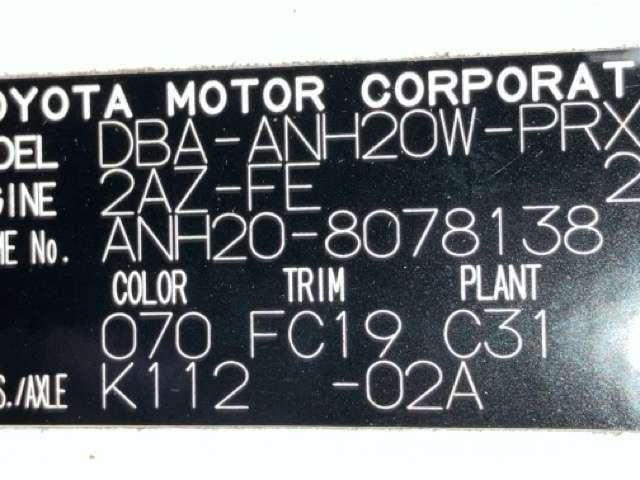 OYOTA MOTOR CORPORAT
DEL DBA-ANH20W-PRX
GINE 2AZ-FE 2
ME No. ANH20-8078138
COLOR TRIM PLANT
070 FC19 C31
S./AXLE K112 -02A